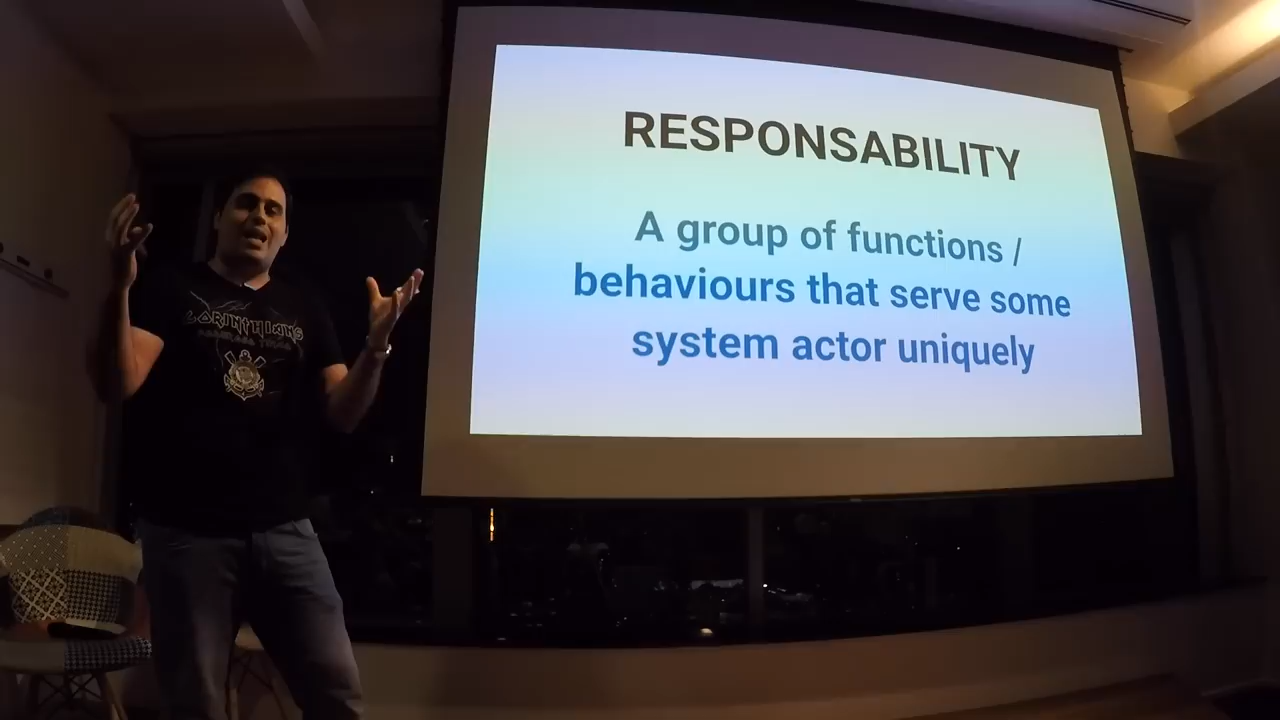 RESPONSABILITY
A group of functions /
behaviours that serve some
system actor uniquely
CORINTHIANS